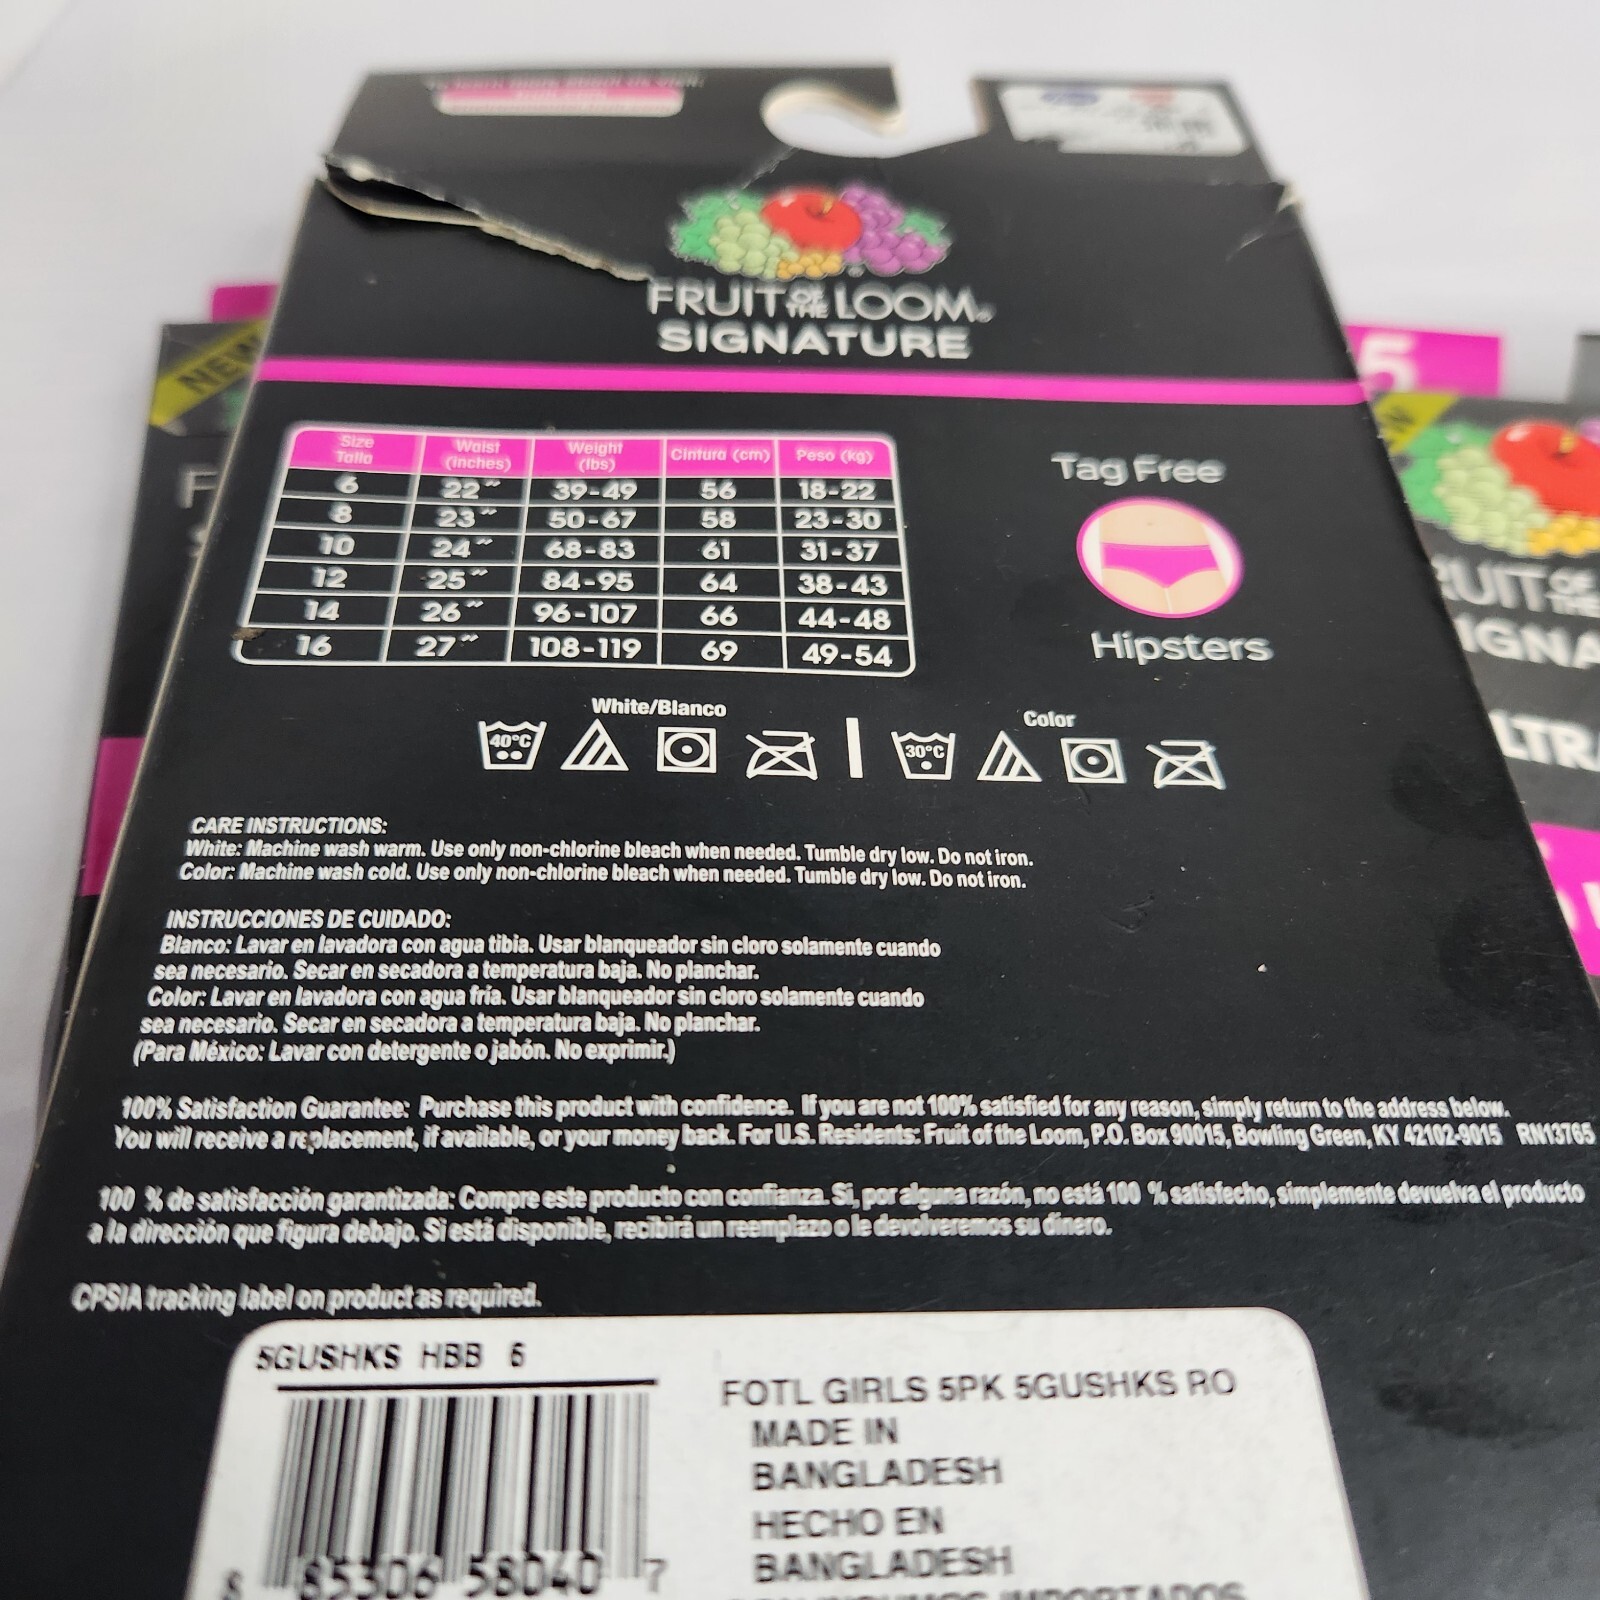 FRUIT OF THE LOOM®
SIGNATURE
Size Talla | Waist (inches) | Weight (lbs) | Cintura (cm) | Peso (kg)
6 | 22" | 39-49 | 56 | 18-22
8 | 23" | 50-67 | 58 | 23-30
10 | 24" | 68-83 | 61 | 31-37
12 | 25" | 84-95 | 64 | 38-43
14 | 26" | 96-107 | 66 | 44-48
16 | 27" | 108-119 | 69 | 49-54
Tag Free
Hipsters
White/Blanco
40°C
Color
30°C
CARE INSTRUCTIONS:
White: Machine wash warm. Use only non-chlorine bleach when needed. Tumble dry low. Do not iron.
Color: Machine wash cold. Use only non-chlorine bleach when needed. Tumble dry low. Do not iron.
INSTRUCCIONES DE CUIDADO:
Blanco: Lavar en lavadora con agua tibia. Usar blanqueador sin cloro solamente cuando
sea necesario. Secar en secadora a temperatura baja. No planchar.
Color: Lavar en lavadora con agua fría. Usar blanqueador sin cloro solamente cuando
sea necesario. Secar en secadora a temperatura baja. No planchar.
(Para México: Lavar con detergente o jabón. No exprimir.)
100% Satisfaction Guarantee: Purchase this product with confidence. If you are not 100% satisfied for any reason, simply return to the address below.
You will receive a replacement, if available, or your money back. For U.S. Residents: Fruit of the Loom, P.O. Box 90015, Bowling Green, KY 42102-9015 RN13765
100 % de satisfacción garantizada: Compre este producto con confianza. Si, por alguna razón, no está 100 % satisfecho, simplemente devuelva el producto
a la dirección que figura debajo. Si está disponible, recibirá un reemplazo o le devolveremos su dinero.
CPSIA tracking label on product as required.
5GUSHKS HBB 6
FOTL GIRLS 5PK 5GUSHKS RO
MADE IN
BANGLADESH
HECHO EN
BANGLADESH
8 85306 58040 7
NEW
5